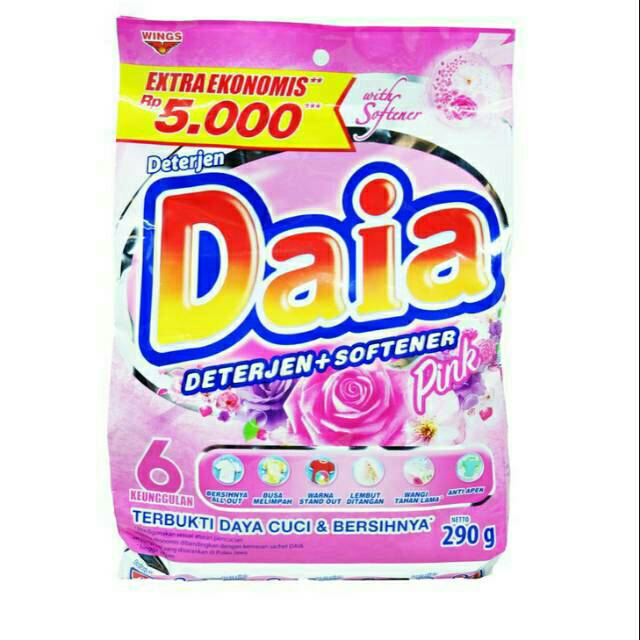 WINGS
EXTRA EKONOMIS**
Rp 5.000***
with
Softener
Deterjen
Daia
DETERJEN+SOFTENER
Pink
6
KEUNGGULAN
BERSIHNYA "ALL OUT"
BUSA MELIMPAH
WARNA STAND OUT
LEMBUT DITANGAN
WANGI TAHAN LAMA*
ANTI APEK
TERBUKTI DAYA CUCI & BERSIHNYA*
NETTO
290 g